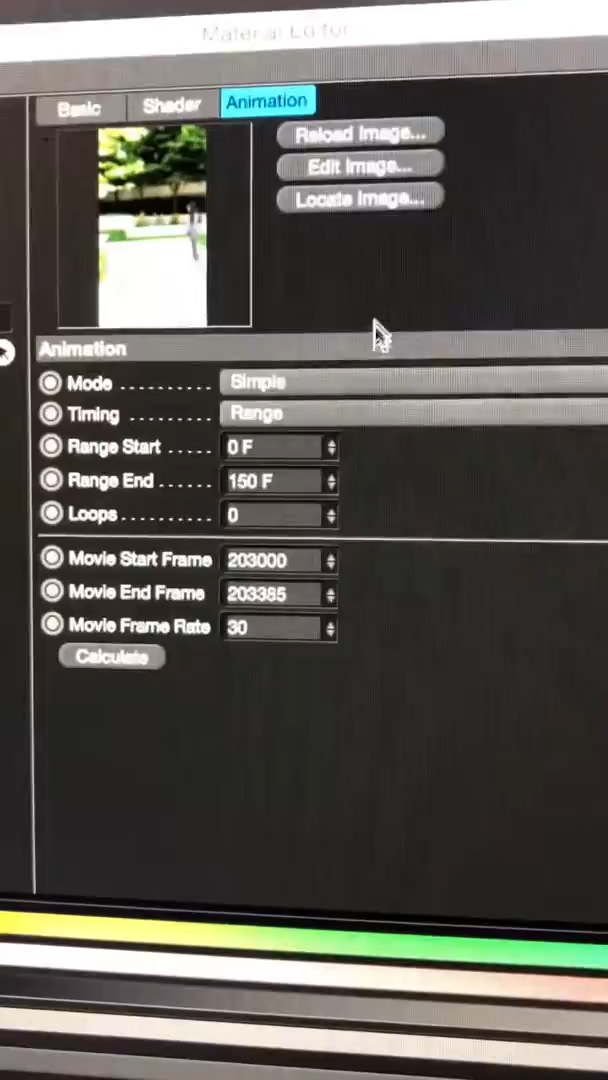 Material Editor
Basic Shader Animation
Reload Image...
Edit Image...
Locate Image...
Animation
Mode .......... Simple
Timing ......... Range
Range Start ..... 0 F
Range End ...... 150 F
Loops.......... 0
Movie Start Frame 203000
Movie End Frame 203385
Movie Frame Rate 30
Calculate